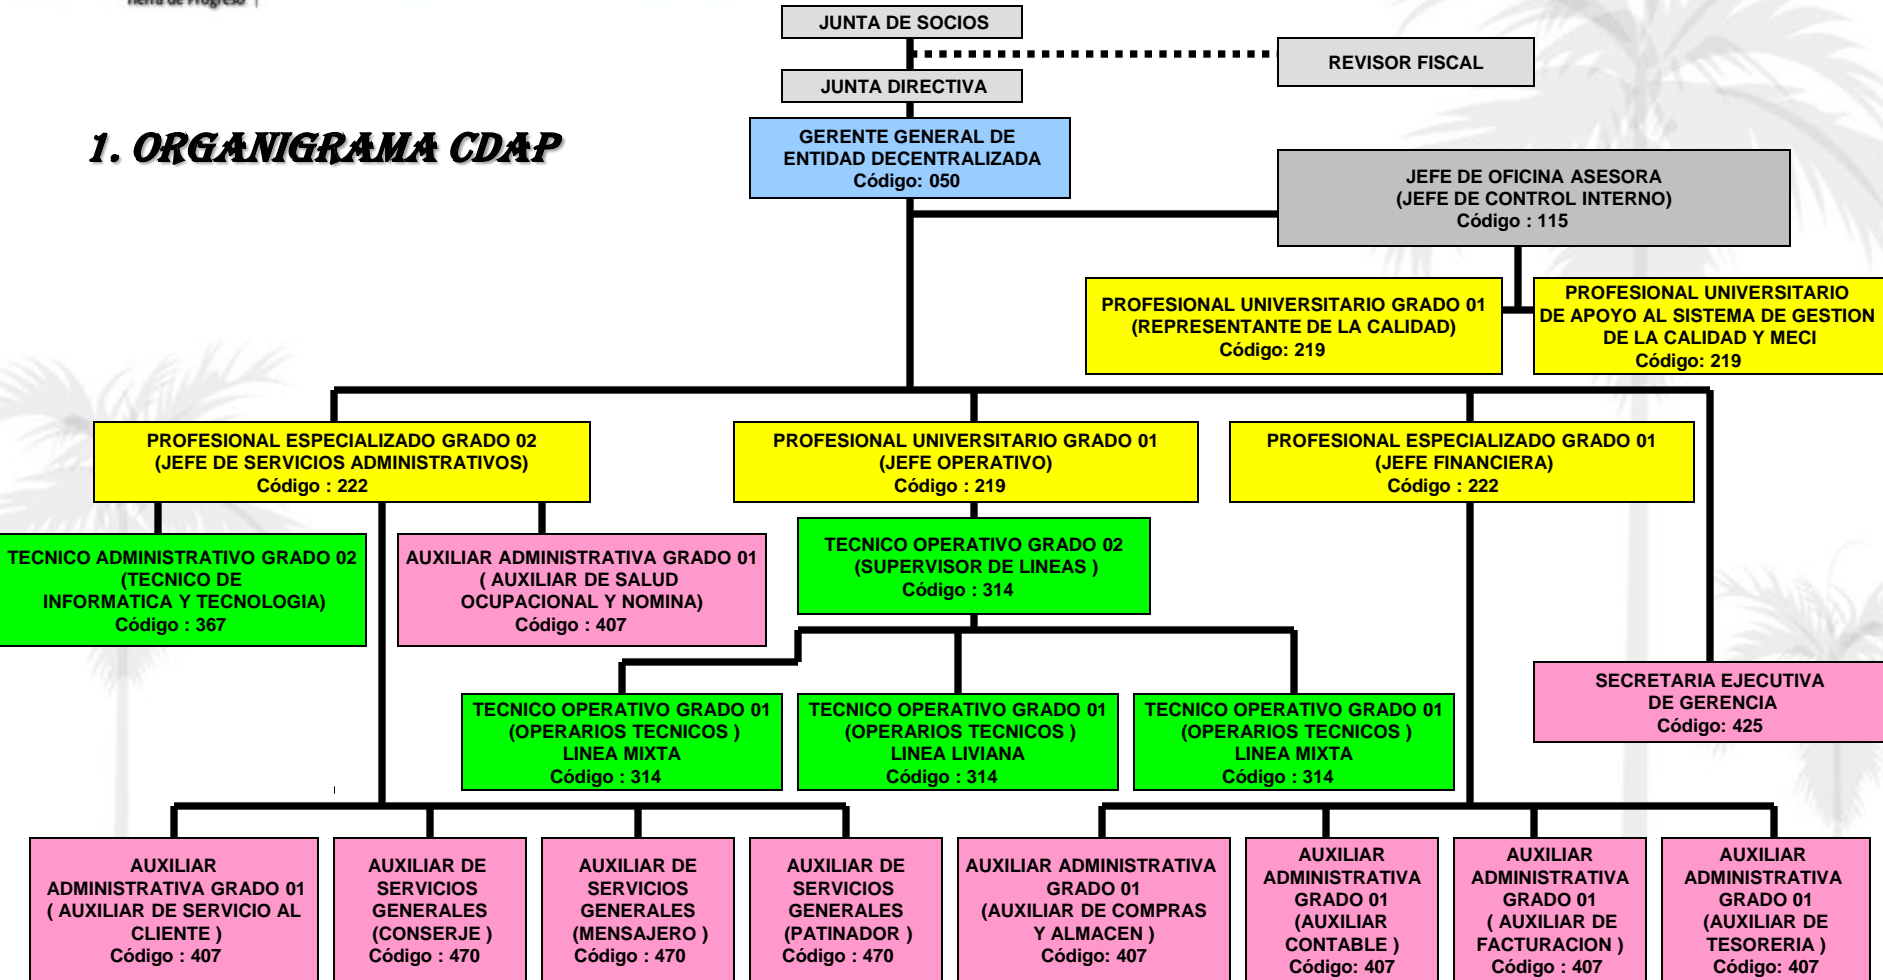 Tierra de Progreso
JUNTA DE SOCIOS
REVISOR FISCAL
JUNTA DIRECTIVA
1. ORGANIGRAMA CDAP
GERENTE GENERAL DE
ENTIDAD DECENTRALIZADA
Código: 050
JEFE DE OFICINA ASESORA
(JEFE DE CONTROL INTERNO)
Código : 115
PROFESIONAL UNIVERSITARIO GRADO 01
(REPRESENTANTE DE LA CALIDAD)
Código: 219
PROFESIONAL UNIVERSITARIO
DE APOYO AL SISTEMA DE GESTION
DE LA CALIDAD Y MECI
Código: 219
PROFESIONAL ESPECIALIZADO GRADO 02
(JEFE DE SERVICIOS ADMINISTRATIVOS)
Código : 222
PROFESIONAL UNIVERSITARIO GRADO 01
(JEFE OPERATIVO)
Código : 219
PROFESIONAL ESPECIALIZADO GRADO 01
(JEFE FINANCIERA)
Código : 222
TECNICO ADMINISTRATIVO GRADO 02
(TECNICO DE
INFORMATICA Y TECNOLOGIA)
Código : 367
AUXILIAR ADMINISTRATIVA GRADO 01
( AUXILIAR DE SALUD
OCUPACIONAL Y NOMINA)
Código : 407
TECNICO OPERATIVO GRADO 02
(SUPERVISOR DE LINEAS )
Código : 314
SECRETARIA EJECUTIVA
DE GERENCIA
Código: 425
TECNICO OPERATIVO GRADO 01
(OPERARIOS TECNICOS )
LINEA MIXTA
Código : 314
TECNICO OPERATIVO GRADO 01
(OPERARIOS TECNICOS )
LINEA LIVIANA
Código : 314
TECNICO OPERATIVO GRADO 01
(OPERARIOS TECNICOS )
LINEA MIXTA
Código : 314
AUXILIAR
ADMINISTRATIVA GRADO 01
( AUXILIAR DE SERVICIO AL
CLIENTE )
Código : 407
AUXILIAR DE
SERVICIOS
GENERALES
(CONSERJE )
Código : 470
AUXILIAR DE
SERVICIOS
GENERALES
(MENSAJERO )
Código : 470
AUXILIAR DE
SERVICIOS
GENERALES
(PATINADOR )
Código : 470
AUXILIAR ADMINISTRATIVA
GRADO 01
(AUXILIAR DE COMPRAS
Y ALMACEN )
Código: 407
AUXILIAR
ADMINISTRATIVA
GRADO 01
(AUXILIAR
CONTABLE )
Código: 407
AUXILIAR
ADMINISTRATIVA
GRADO 01
( AUXILIAR DE
FACTURACION )
Código : 407
AUXILIAR
ADMINISTRATIVA
GRADO 01
(AUXILIAR DE
TESORERIA )
Código: 407